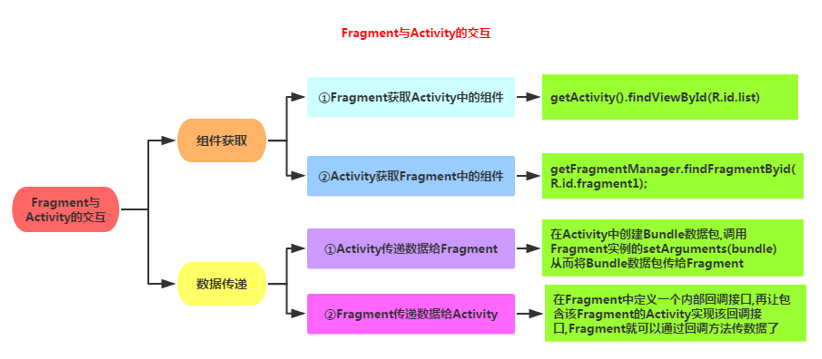 Fragment与Activity的交互
Fragment与
Activity的交互
组件获取
①Fragment获取Activity中的组件
getActivity().findViewById(R.id.list)
②Activity获取Fragment中的组件
getFragmentManager.findFragmentByid(
R.id.fragment1);
数据传递
①Activity传递数据给Fragment
在Activity中创建Bundle数据包,调用
Fragment实例的setArguments(bundle)
从而将Bundle数据包传给Fragment
②Fragment传递数据给Activity
在Fragment中定义一个内部回调接口,再让包
含该Fragment的Activity实现该回调接
口,Fragment就可以通过回调方法传数据了